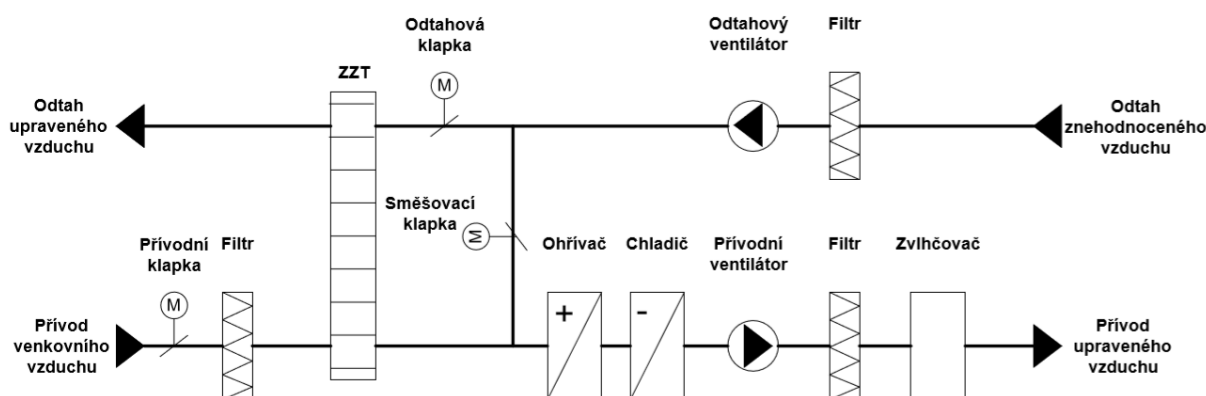 Odtahová
klapka
Odtahový
ventilátor
Filtr
ZZT
M
Odtah
upraveného
vzduchu
Odtah
znehodnoceného
vzduchu
Směšovací
klapka
M
Přívodní
klapka
Filtr
Ohřívač
Chladič
Přívodní
ventilátor
Filtr
Zvlhčovač
M
+
-
Přívod
venkovního
vzduchu
Přívod
upraveného
vzduchu